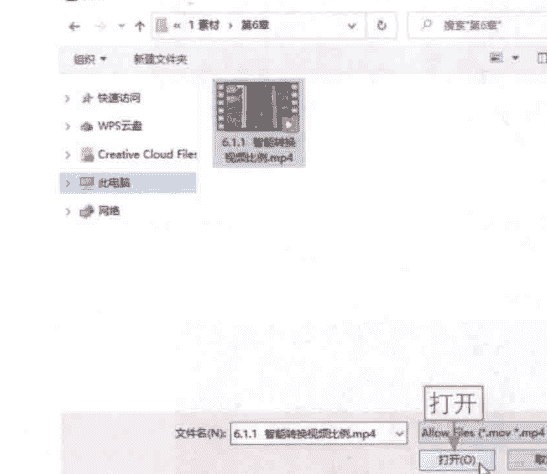 « 1 素材 › 第6章
搜索"第6章"
组织
新建文件夹
快速访问
WPS云盘
Creative Cloud Files
此电脑
网络
6.1.1 智能转换
视频比例.mp4
打开
文件名(N): 6.1.1 智能转换视频比例.mp4
Allow Files (*.mov *.mp4
打开(O)
取